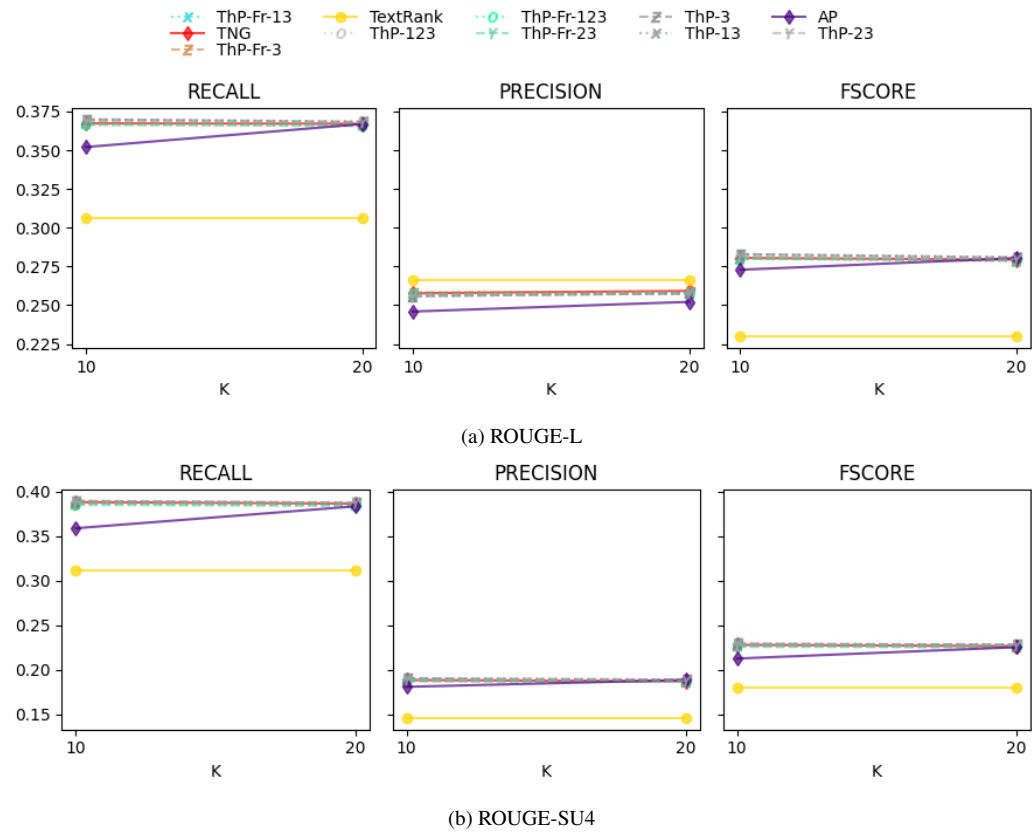 ThP-Fr-13 TextRank ThP-Fr-123 ThP-3 AP
TNG ThP-123 ThP-Fr-23 ThP-13 ThP-23
ThP-Fr-3
RECALL PRECISION FSCORE
0.375
0.350
0.325
0.300
0.275
0.250
0.225
10 20 10 20 10 20
K K K
(a) ROUGE-L
RECALL PRECISION FSCORE
0.40
0.35
0.30
0.25
0.20
0.15
10 20 10 20 10 20
K K K
(b) ROUGE-SU4